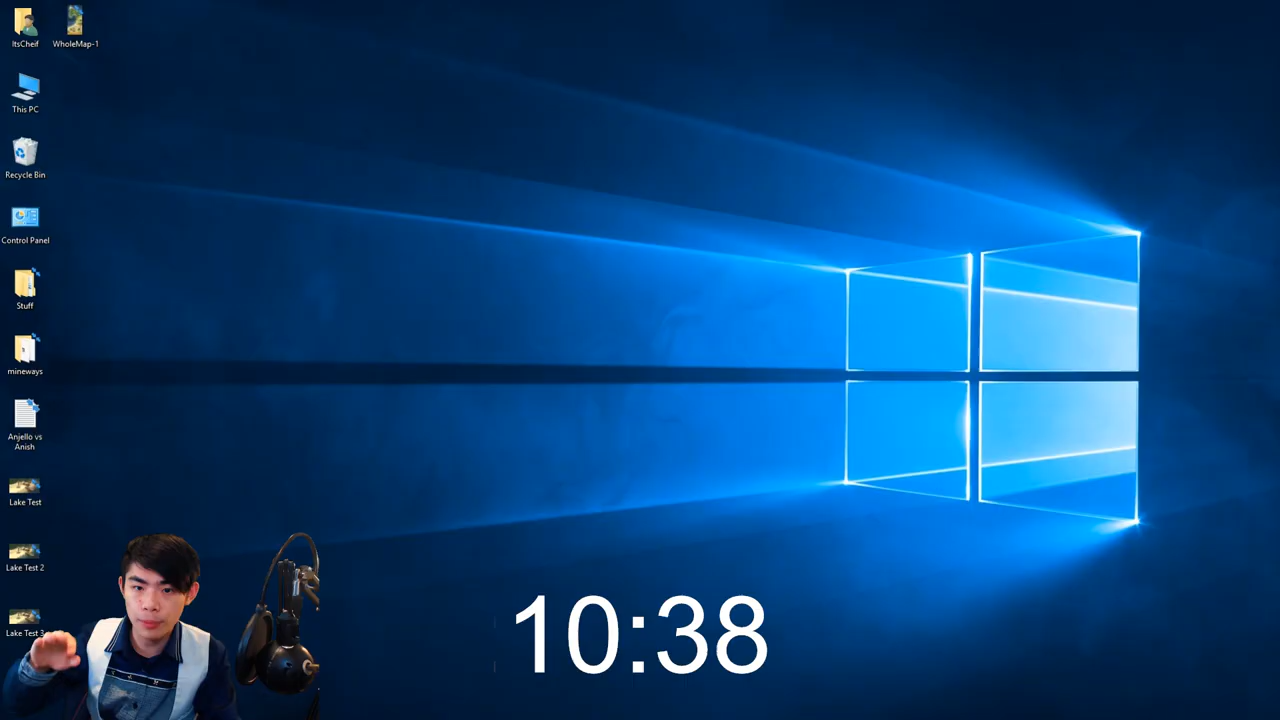 ItsCheif
WholeMap-1
This PC
Recycle Bin
Control Panel
Stuff
mineways
Anjello vs
Anish
Lake Test
Lake Test 2
Lake Test 3
10:38